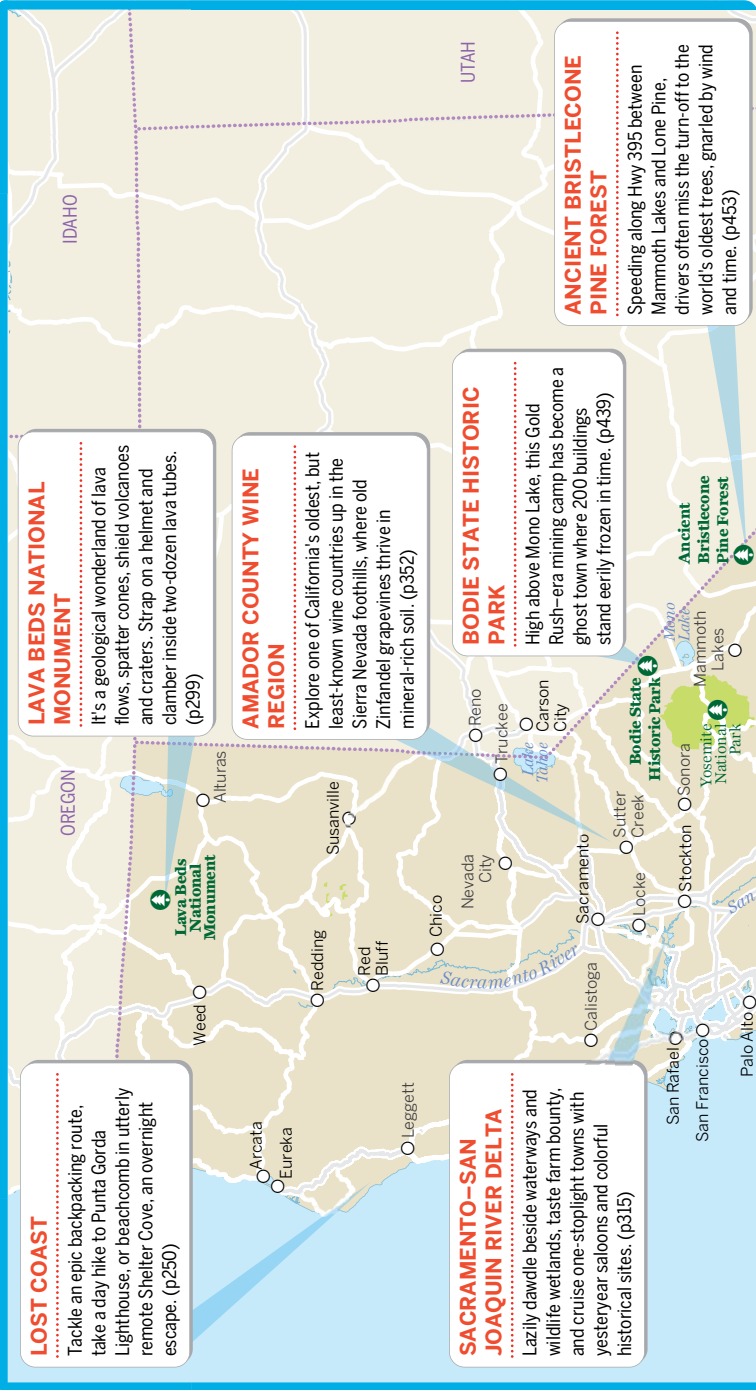 LOST COAST
Tackle an epic backpacking route,
take a day hike to Punta Gorda
Lighthouse, or beachcomb in utterly
remote Shelter Cove, an overnight
escape. (p250)
LAVA BEDS NATIONAL
MONUMENT
It's a geological wonderland of lava
flows, spatter cones, shield volcanoes
and craters. Strap on a helmet and
clamber inside two-dozen lava tubes.
(p299)
AMADOR COUNTY WINE
REGION
Explore one of California's oldest, but
least-known wine countries up in the
Sierra Nevada foothills, where old
Zinfandel grapevines thrive in
mineral-rich soil. (p352)
SACRAMENTO–SAN
JOAQUIN RIVER DELTA
Lazily dawdle beside waterways and
wildlife wetlands, taste farm bounty,
and cruise one-stoplight towns with
yesteryear saloons and colorful
historical sites. (p315)
BODIE STATE HISTORIC
PARK
High above Mono Lake, this Gold
Rush–era mining camp has become a
ghost town where 200 buildings
stand eerily frozen in time. (p439)
ANCIENT BRISTLECONE
PINE FOREST
Speeding along Hwy 395 between
Mammoth Lakes and Lone Pine,
drivers often miss the turn-off to the
world's oldest trees, gnarled by wind
and time. (p453)
OREGON
IDAHO
UTAH
Lava Beds
National
Monument
Alturas
Weed
Arcata
Eureka
Redding
Susanville
Red
Bluff
Leggett
Chico
Sacramento River
Nevada
City
Reno
Truckee
Lake
Tahoe
Carson
City
Calistoga
Sacramento
Sutter
Creek
Locke
Bodie State
Historic Park
Mono
Lake
San Rafael
Stockton
Sonora
San Francisco
Yosemite
National
Park
Mammoth
Lakes
Ancient
Bristlecone
Pine Forest
Palo Alto
San